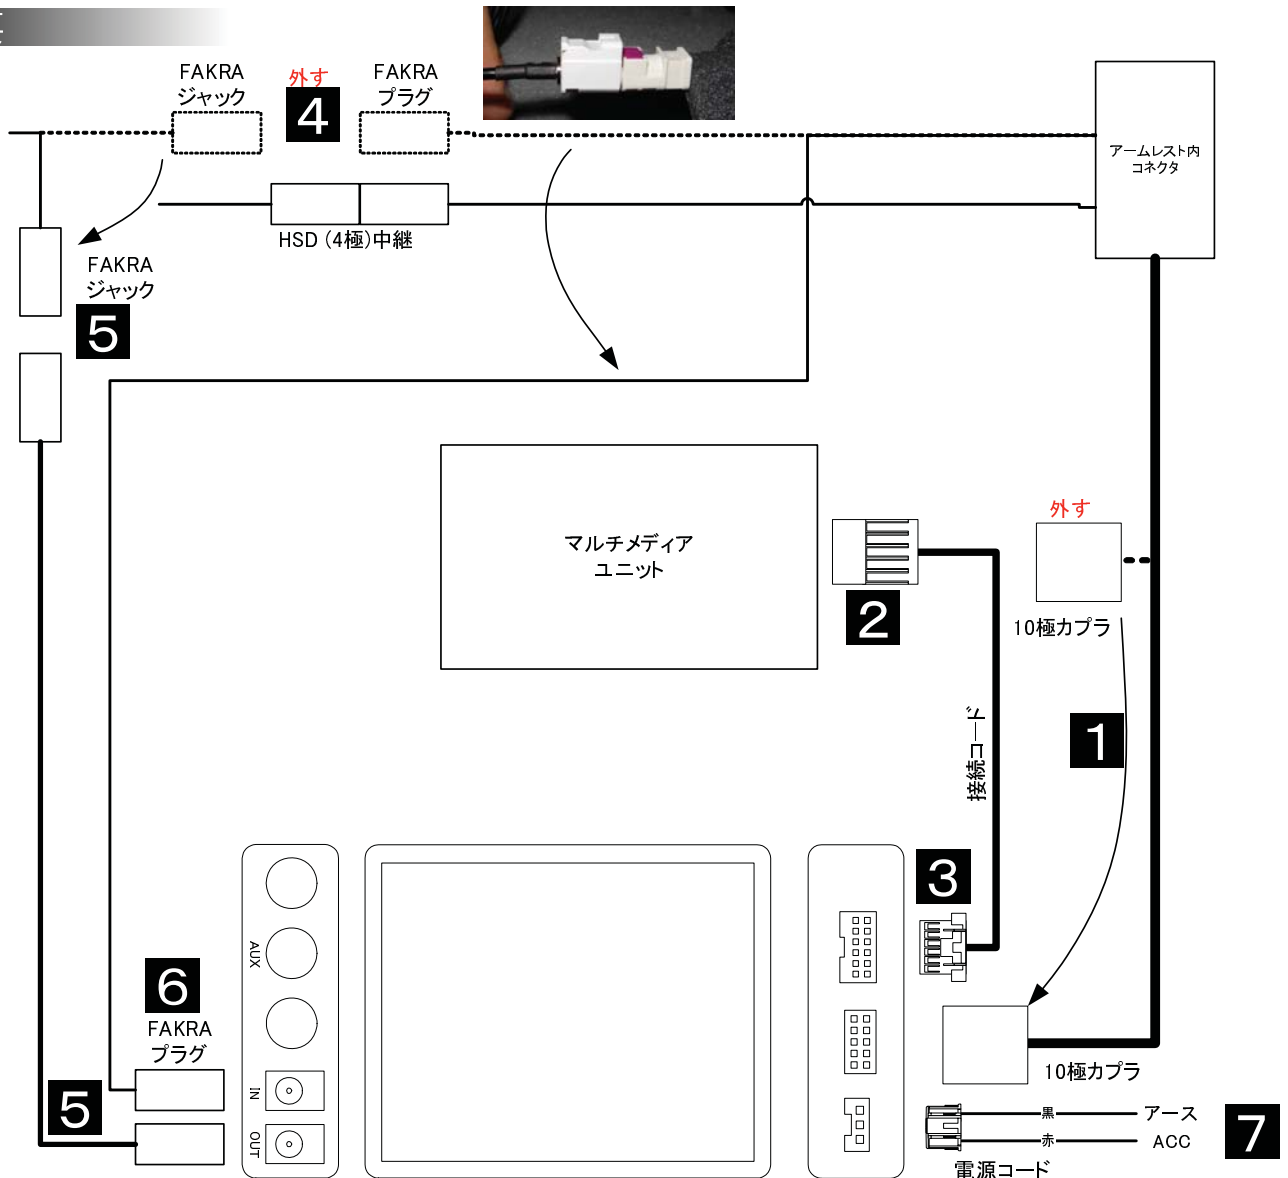 FAKRA
ジャック
外す
4
FAKRA
プラグ
アームレスト内
コネクタ
HSD (4極)中継
FAKRA
ジャック
5
マルチメディア
ユニット
2
外す
10極カプラ
1
接続コード
3
AUX
6
FAKRA
プラグ
IN
OUT
5
10極カプラ
黒
アース
赤
ACC
7
電源コード